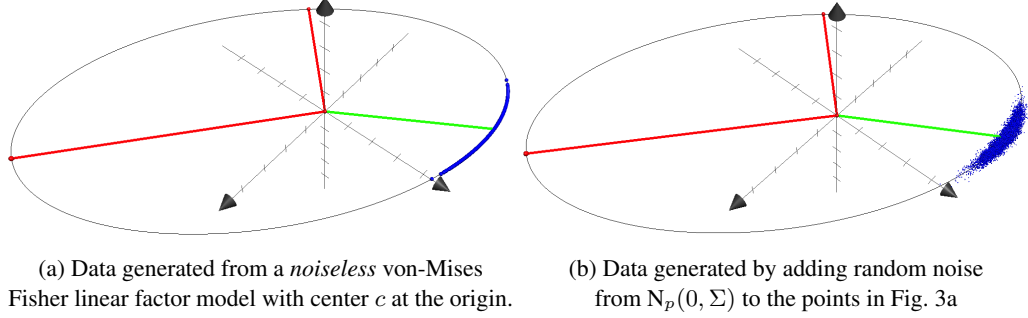 (a) Data generated from a noiseless von-Mises
Fisher linear factor model with center c at the origin.
(b) Data generated by adding random noise
from N_p(0, Σ) to the points in Fig. 3a